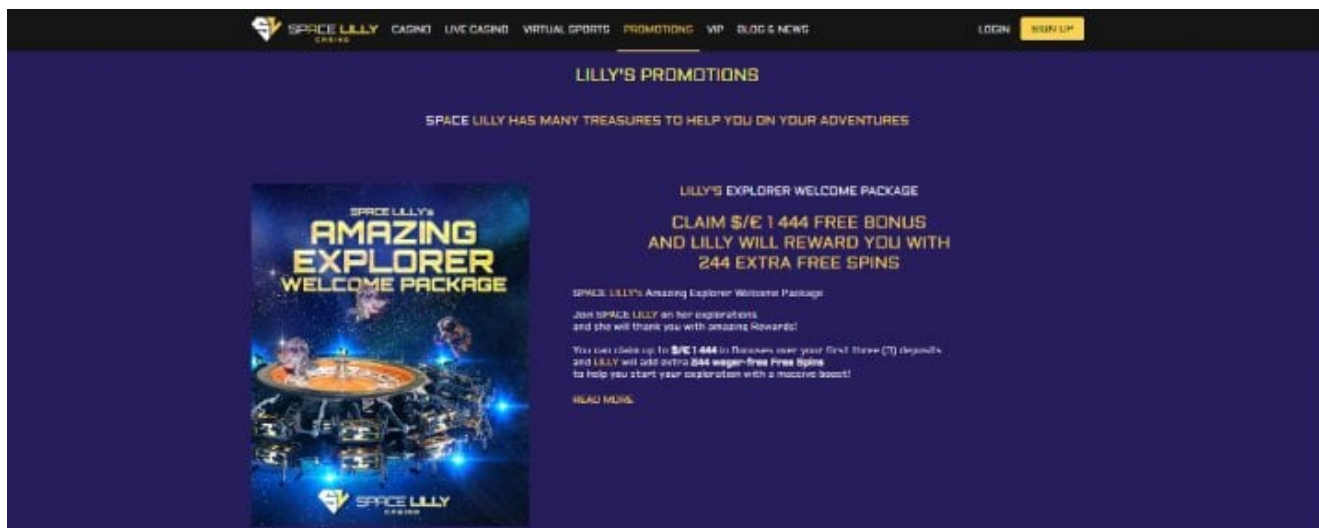 SPACE LILLY CASINO
CASINO LIVE CASINO VIRTUAL SPORTS PROMOTIONS VIP BLOG & NEWS LOGIN SIGN UP
LILLY'S PROMOTIONS
SPACE LILLY HAS MANY TREASURES TO HELP YOU ON YOUR ADVENTURES
SPACE LILLY's
AMAZING
EXPLORER
WELCOME PACKAGE
SPACE LILLY
CASINO
LILLY'S EXPLORER WELCOME PACKAGE
CLAIM $/€ 1 444 FREE BONUS
AND LILLY WILL REWARD YOU WITH
244 EXTRA FREE SPINS
SPACE LILLY's Amazing Explorer Welcome Package
Join SPACE LILLY on her explorations
and she will thank you with amazing Rewards!
You can claim up to $/€ 1 444 in Bonuses over your first three (3) deposits
and LILLY will add extra 244 wager-free Free Spins
to help you start your exploration with a massive boost!
READ MORE